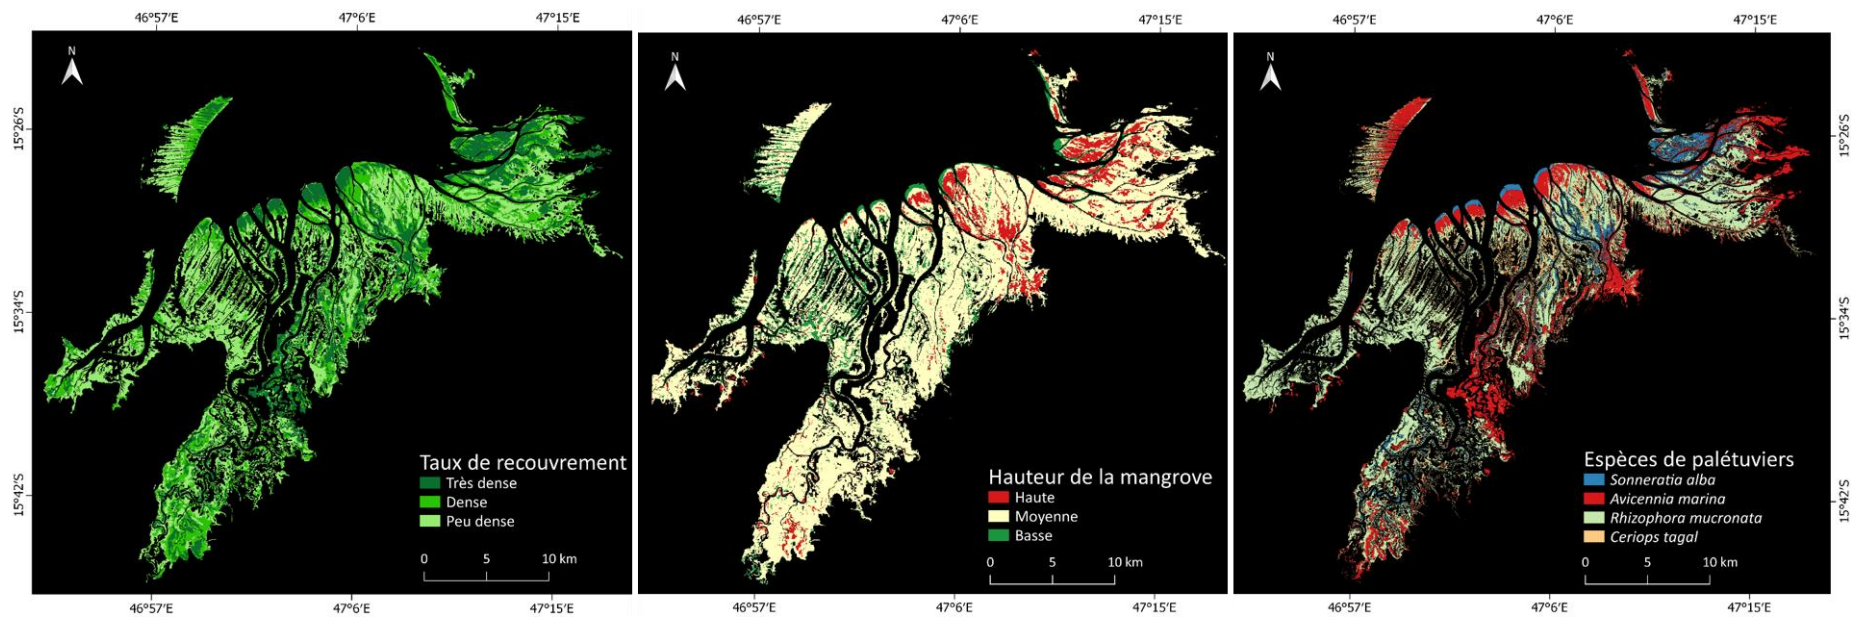 46°57′E 47°6′E 47°15′E
N
15°26′S
15°34′S
15°42′S
Taux de recouvrement
Très dense
Dense
Peu dense
0 5 10 km
46°57′E 47°6′E 47°15′E
46°57′E 47°6′E 47°15′E
N
Hauteur de la mangrove
Haute
Moyenne
Basse
0 5 10 km
46°57′E 47°6′E 47°15′E
46°57′E 47°6′E 47°15′E
N
15°26′S
15°34′S
15°42′S
Espèces de palétuviers
Sonneratia alba
Avicennia marina
Rhizophora mucronata
Ceriops tagal
0 5 10 km
46°57′E 47°6′E 47°15′E